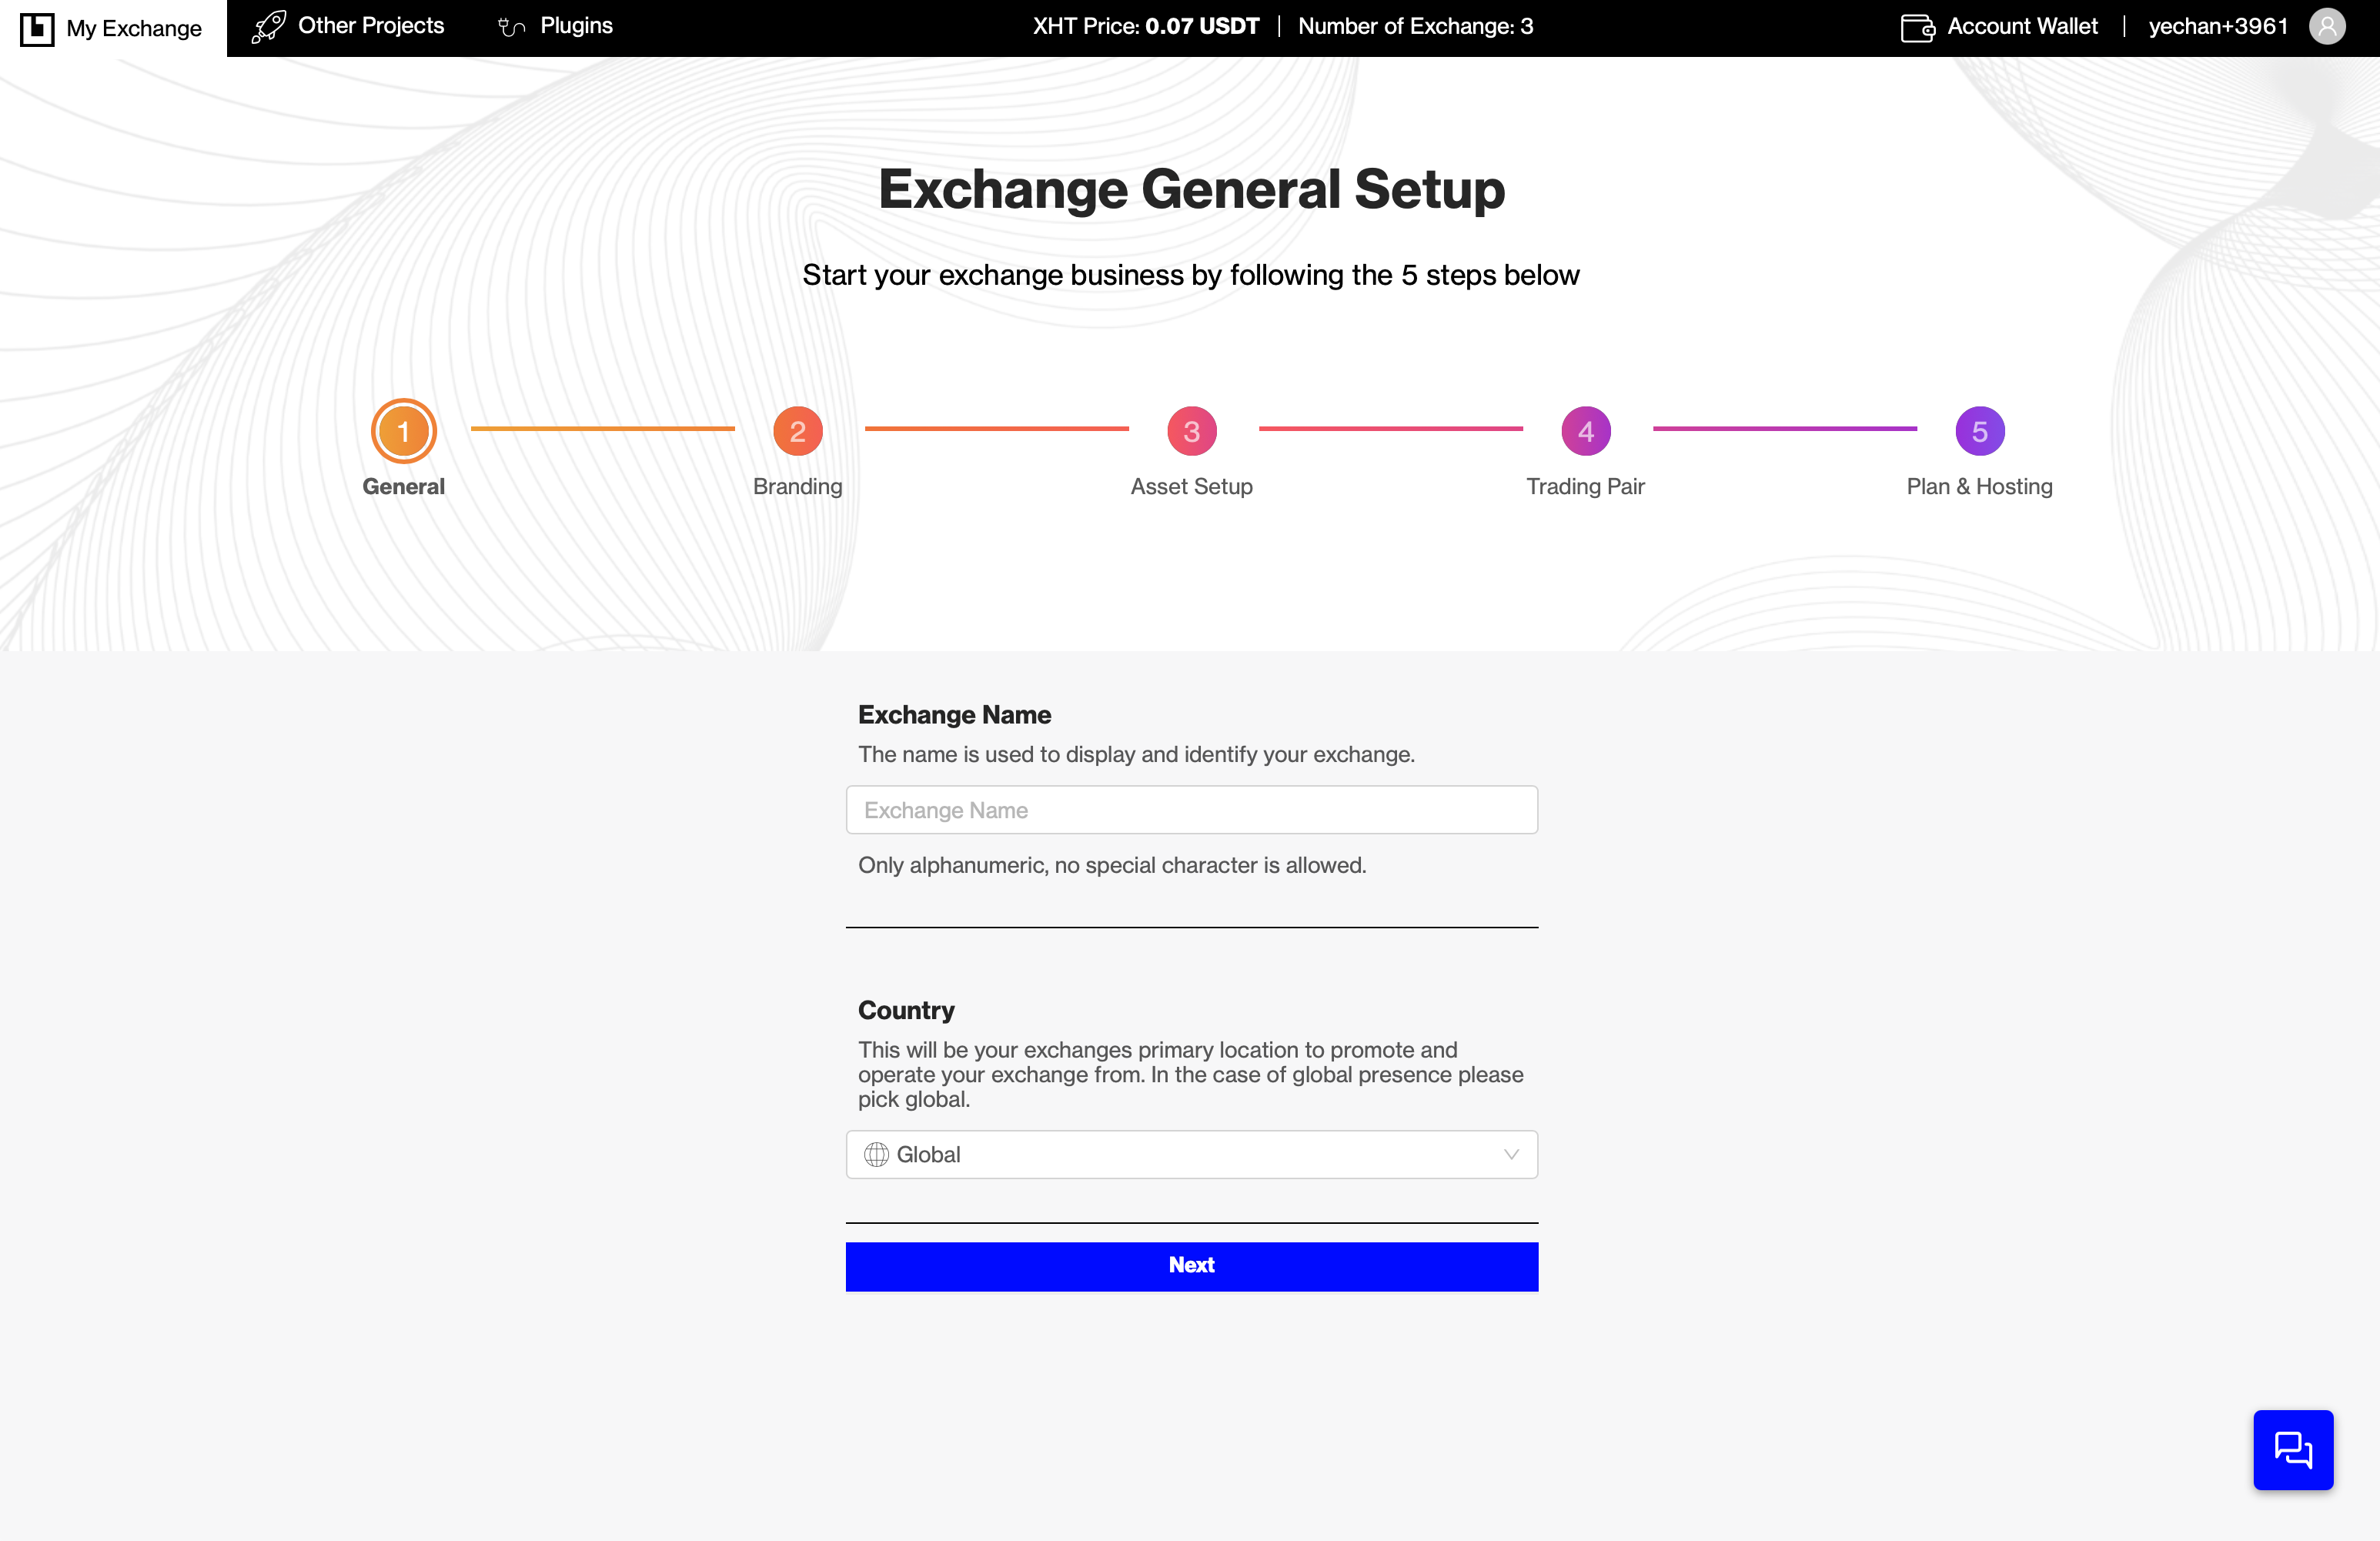 My Exchange
Other Projects
Plugins
XHT Price: 0.07 USDT | Number of Exchange: 3
Account Wallet | yechan+3961
Exchange General Setup
Start your exchange business by following the 5 steps below
1
2
3
4
5
General
Branding
Asset Setup
Trading Pair
Plan & Hosting
Exchange Name
The name is used to display and identify your exchange.
Exchange Name
Only alphanumeric, no special character is allowed.
Country
This will be your exchanges primary location to promote and
operate your exchange from. In the case of global presence please
pick global.
Global
Next